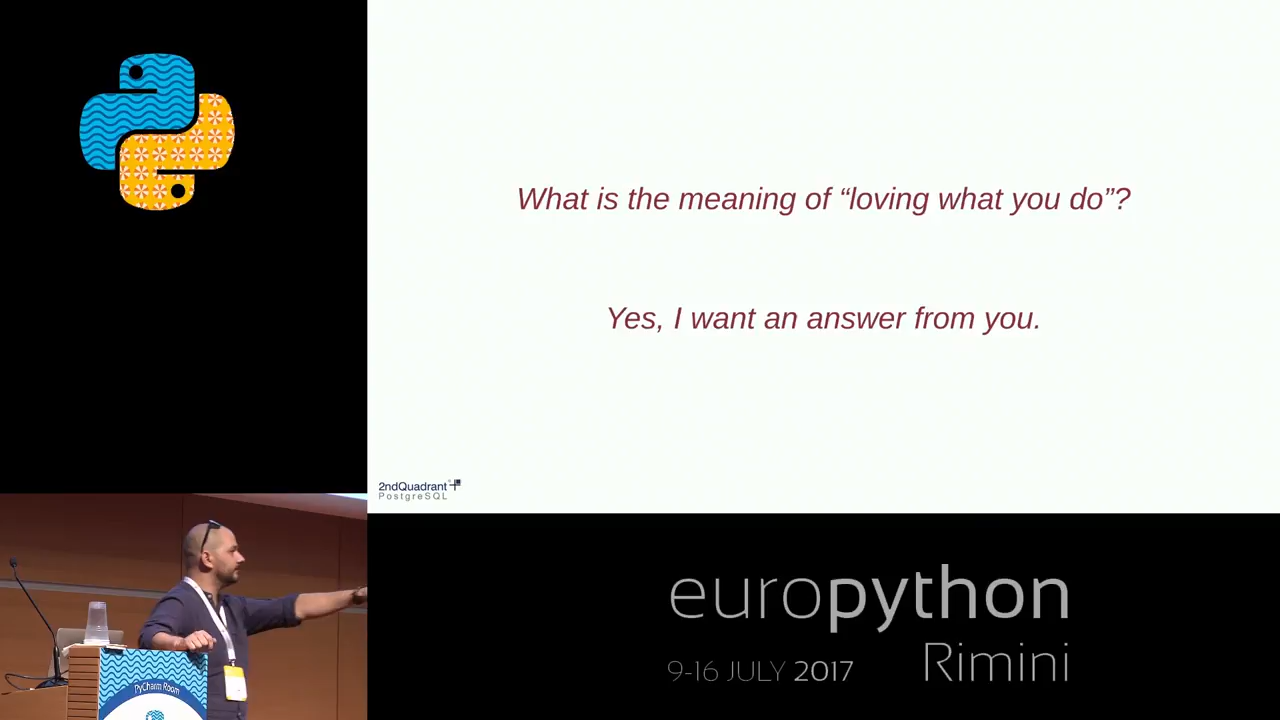 What is the meaning of “loving what you do”?
Yes, I want an answer from you.
2ndQuadrant
PostgreSQL
PyCharm Room
europython
Rimini
9-16 JULY 2017